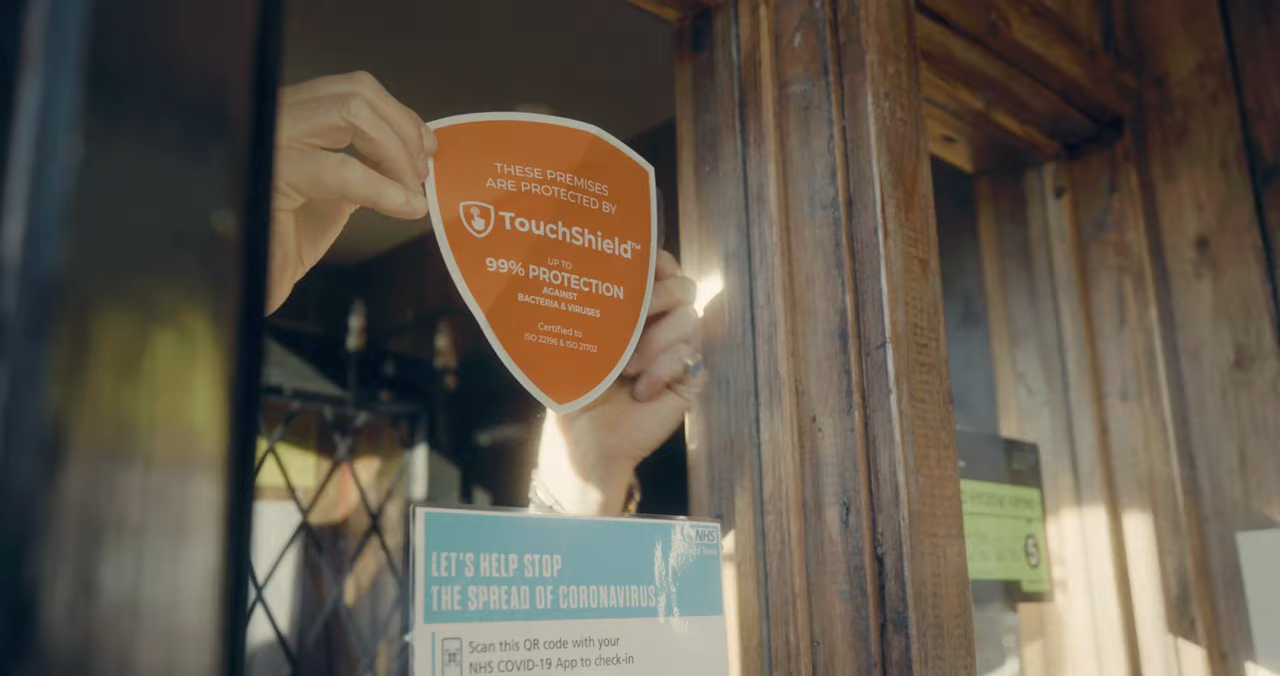 THESE PREMISES
ARE PROTECTED BY
TouchShield™
UP TO
99% PROTECTION
AGAINST
BACTERIA & VIRUSES
Certified to
ISO 22196 & ISO 21702
NHS
LET'S HELP STOP
THE SPREAD OF CORONAVIRUS
Scan this QR code with your
NHS COVID-19 App to check-in
5